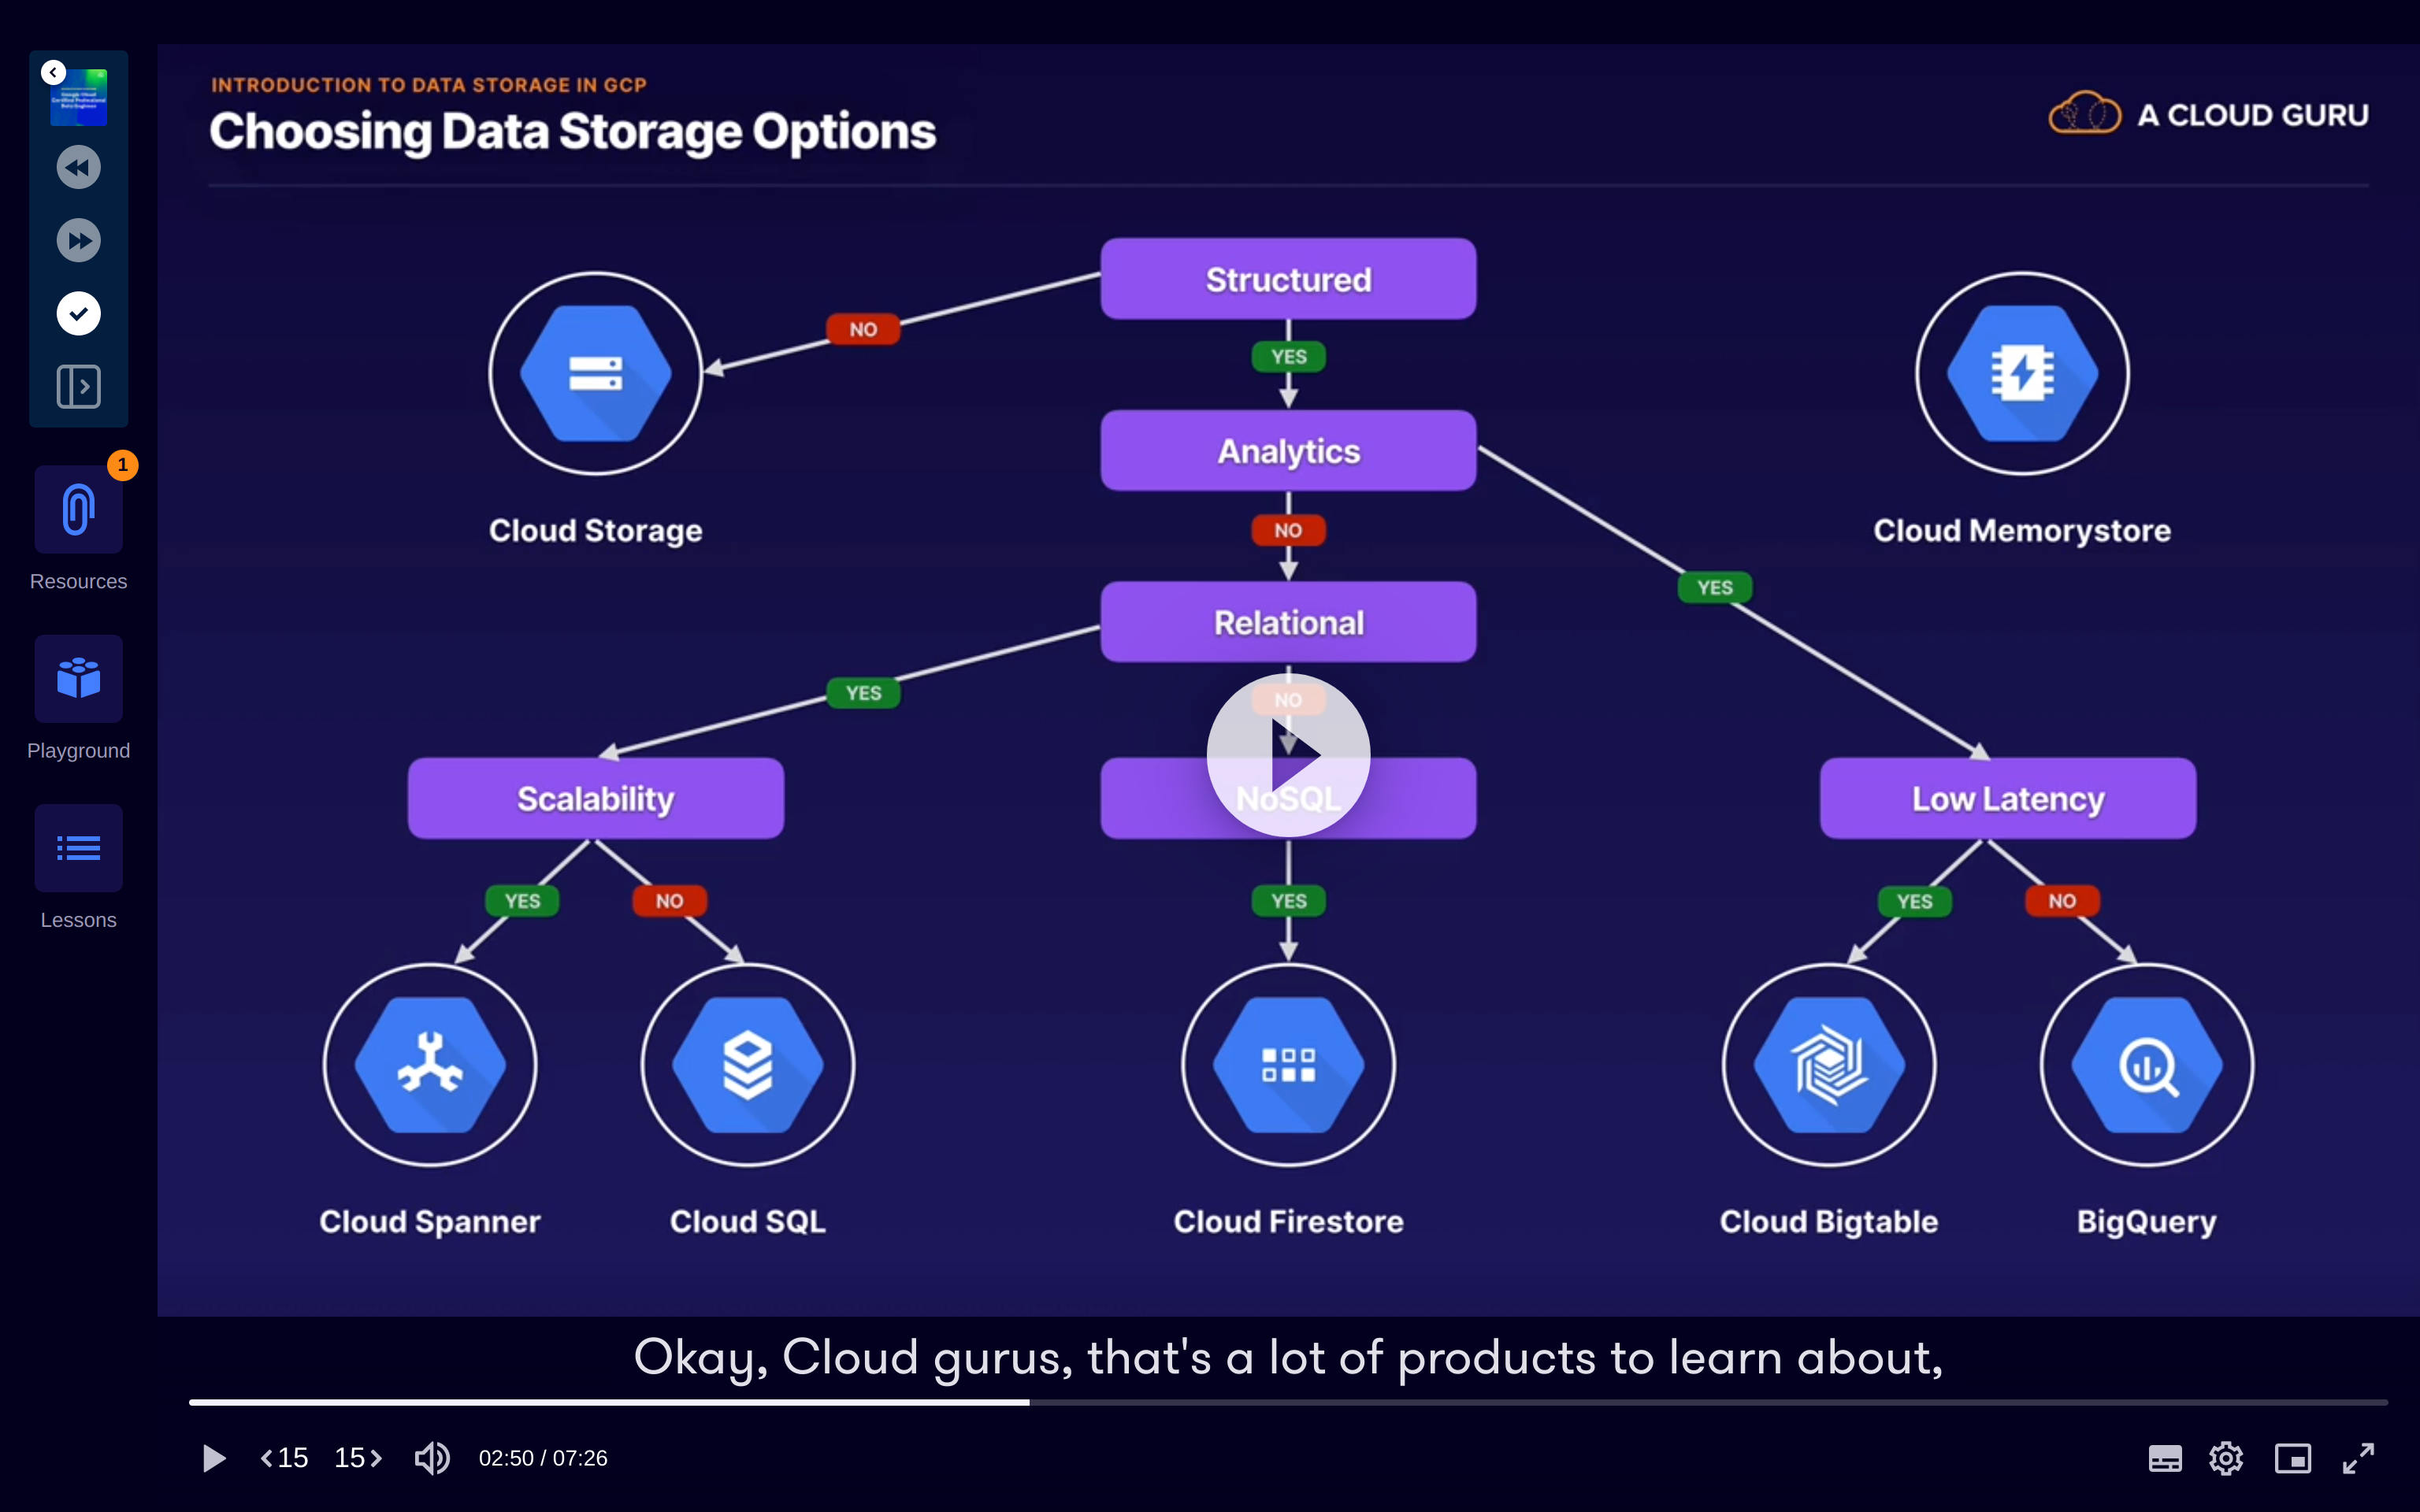 INTRODUCTION TO DATA STORAGE IN GCP
Choosing Data Storage Options
A CLOUD GURU
Structured
NO
YES
Analytics
Cloud Storage
NO
Cloud Memorystore
YES
Relational
YES
NO
Scalability
NoSQL
Low Latency
YES
NO
YES
YES
NO
Cloud Spanner
Cloud SQL
Cloud Firestore
Cloud Bigtable
BigQuery
1
Resources
Playground
Lessons
Okay, Cloud gurus, that's a lot of products to learn about,
15
15
02:50 / 07:26